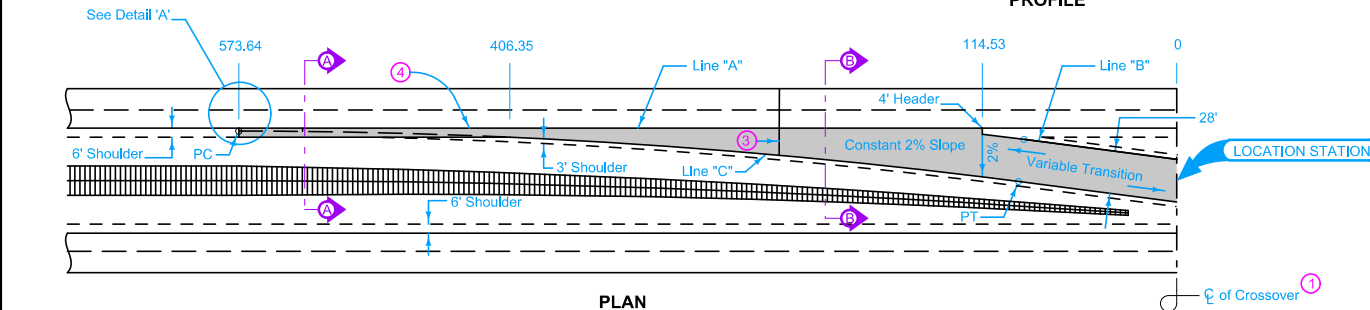 PROFILE
See Detail 'A'
573.64
406.35
114.53
0
A
B
4
Line "A"
Line "B"
4' Header
28'
6' Shoulder
PC
3' Shoulder
3
Constant 2% Slope
2%
Variable Transition
LOCATION STATION
LIne "C"
6' Shoulder
A
B
PT
PLAN
℄ of Crossover
1